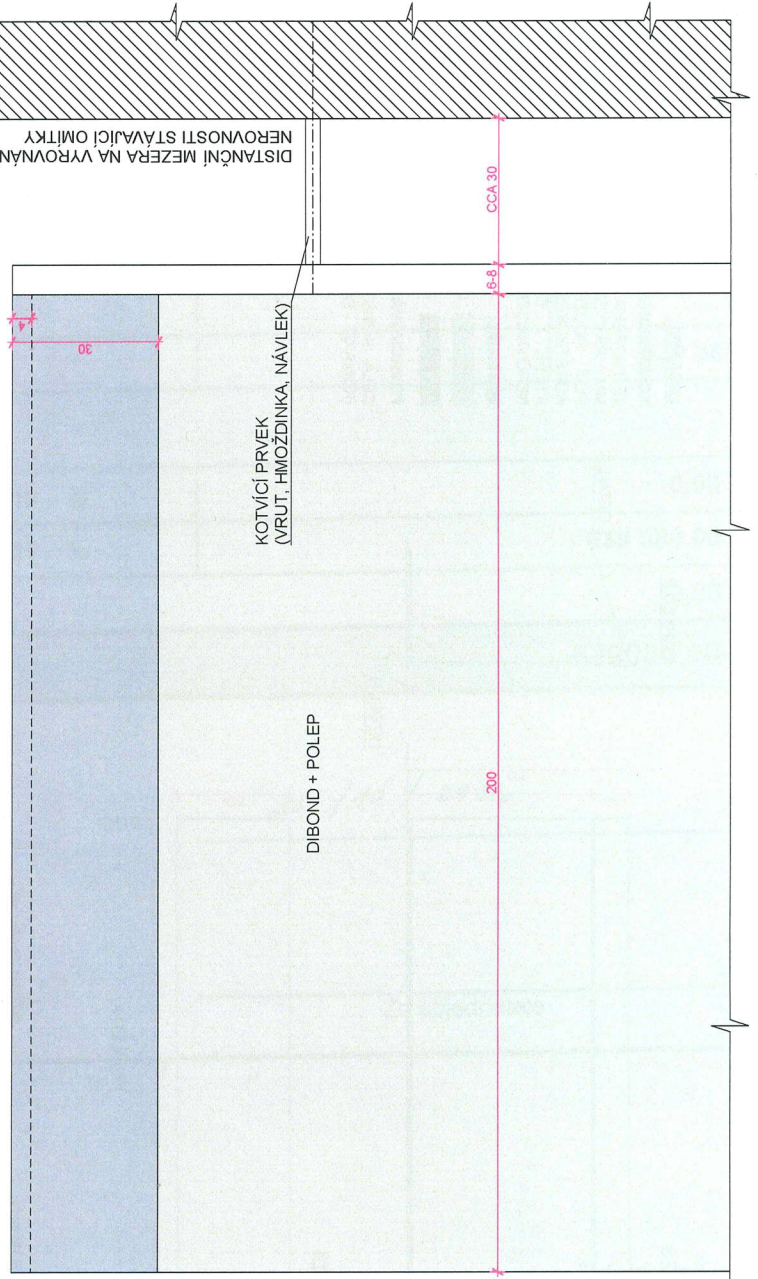 DISTANČNÍ MEZERA NA VYROVNÁN
NEROVNOSTI STÁVAJÍCÍ OMÍTKY
CCA 30
6-8
4
30
KOTVÍCÍ PRVEK
(VRUT, HMOŽDINKA, NÁVLEK)
DIBOND + POLEP
200